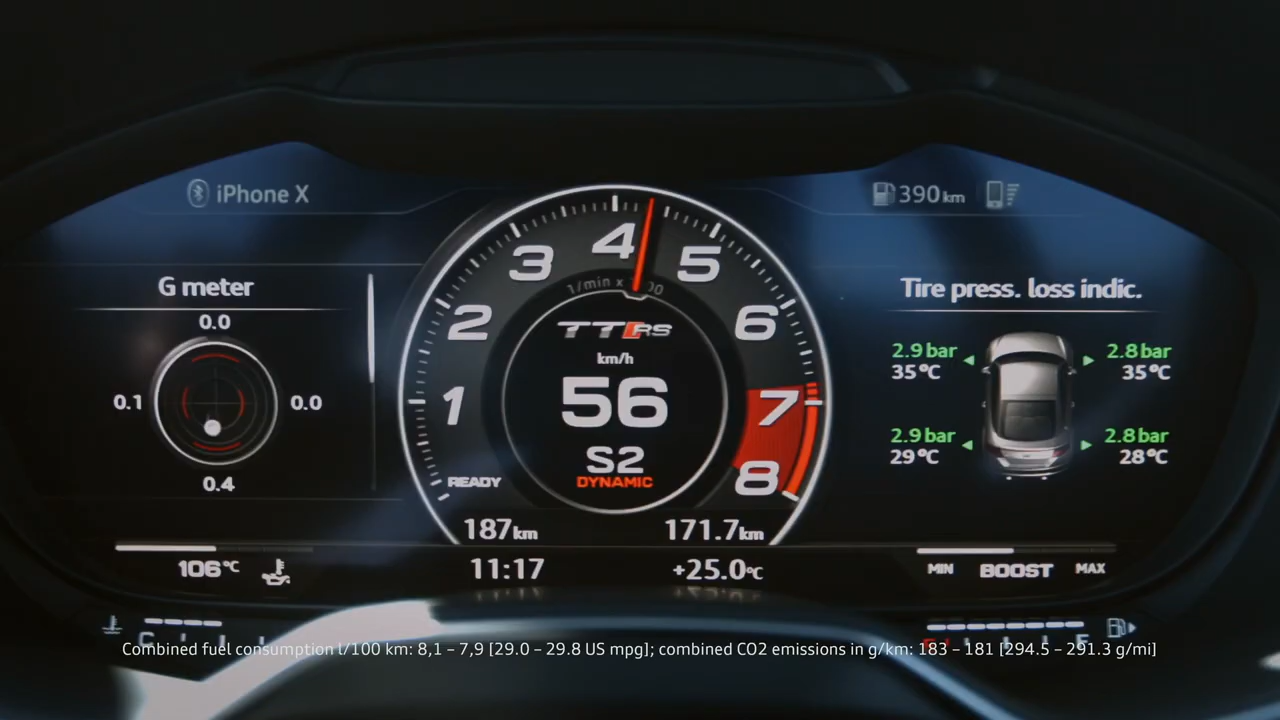 iPhone X
390km
G meter
0.0
0.1
0.0
0.4
1
2
3
4
5
6
7
8
1/min x
00
TTRS
km/h
56
S2
DYNAMIC
READY
187km
171.7km
Tire press. loss indic.
2.9 bar
2.8 bar
35°C
35°C
2.9 bar
2.8 bar
29°C
28°C
106°C
11:17
+25.0°C
MIN BOOST MAX
C
F
Combined fuel consumption l/100 km: 8,1 – 7,9 [29.0 – 29.8 US mpg]; combined CO2 emissions in g/km: 183 – 181 [294.5 – 291.3 g/mi]